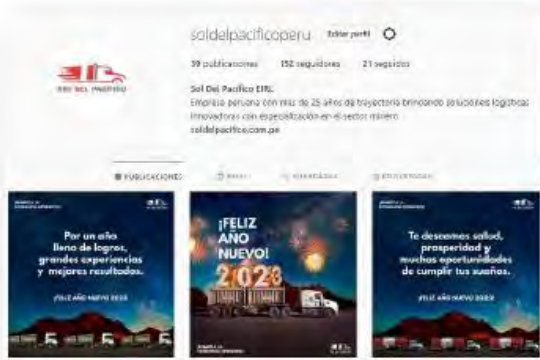 soldelpacificoperu Editar perfil
39 publicaciones 152 seguidores 21 seguidos
Sol Del Pacífico EIRL
Empresa peruana con más de 25 años de trayectoria brindando soluciones logísticas
innovadoras con especialización en el sector minero
soldelpacifico.com.pe
SOL DEL PACIFICO
PUBLICACIONES
Por un año
lleno de logros,
grandes experiencias
y mejores resultados.
¡FELIZ AÑO NUEVO 2023!
¡FELIZ
AÑO
NUEVO!
2023
Te deseamos salud,
prosperidad y
muchas oportunidades
de cumplir tus sueños.
¡FELIZ AÑO NUEVO 2023!